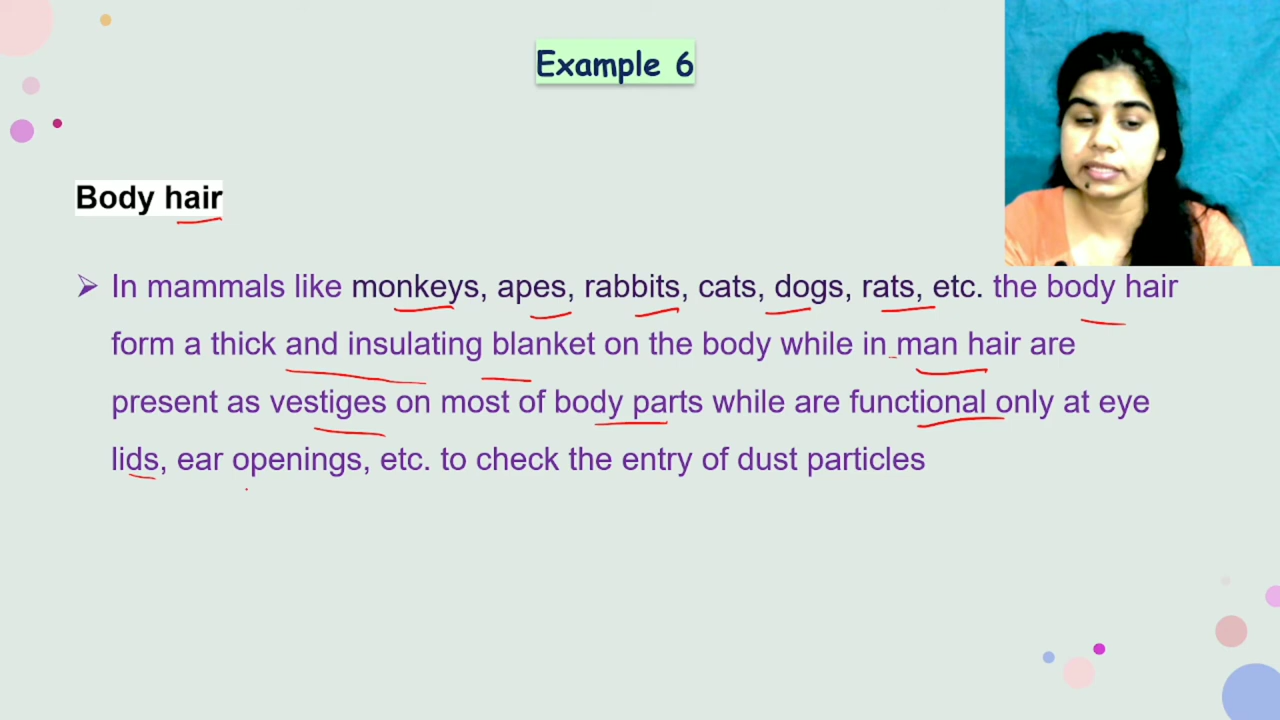 Example 6
Body hair
In mammals like monkeys, apes, rabbits, cats, dogs, rats, etc. the body hair
form a thick and insulating blanket on the body while in man hair are
present as vestiges on most of body parts while are functional only at eye
lids, ear openings, etc. to check the entry of dust particles